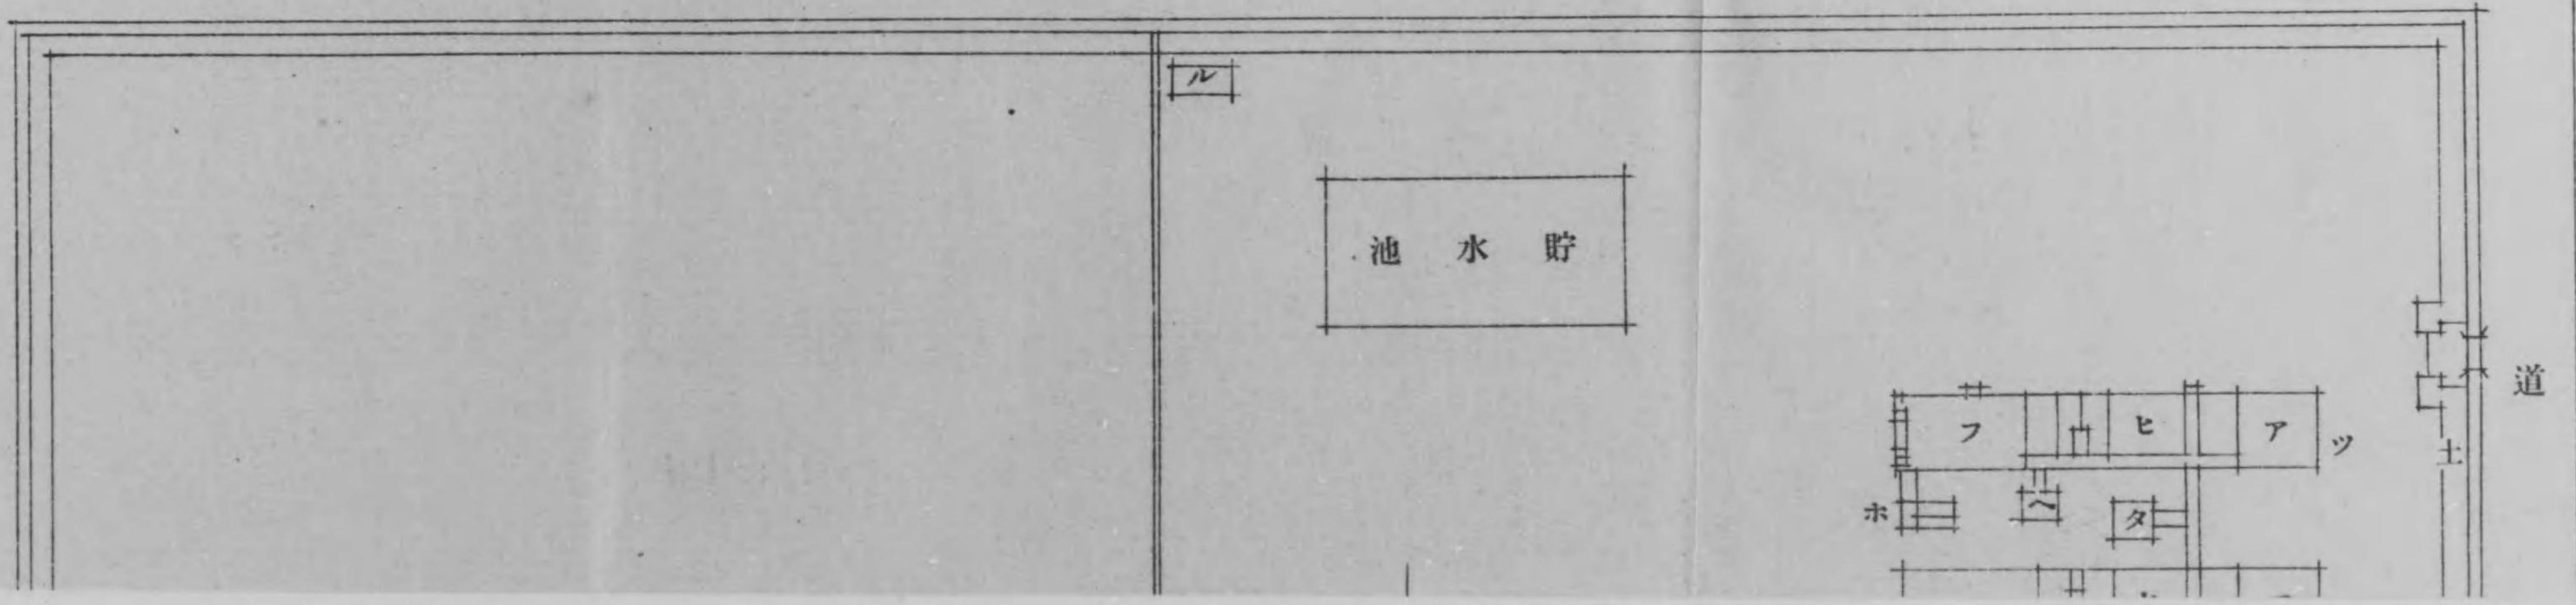 ル
池水貯
道
フ
ヒ
ア
ツ
土
ホ
ヘ
タ